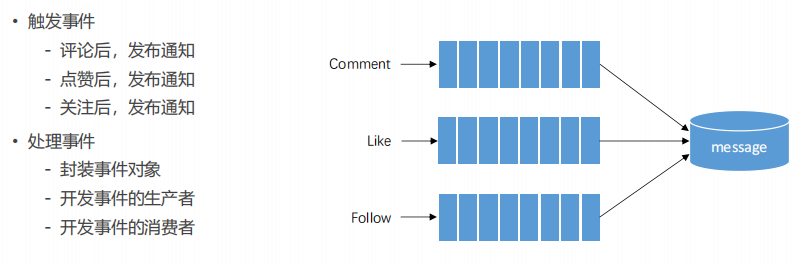 • 触发事件
- 评论后，发布通知
- 点赞后，发布通知
- 关注后，发布通知
• 处理事件
- 封装事件对象
- 开发事件的生产者
- 开发事件的消费者
Comment
Like
Follow
message